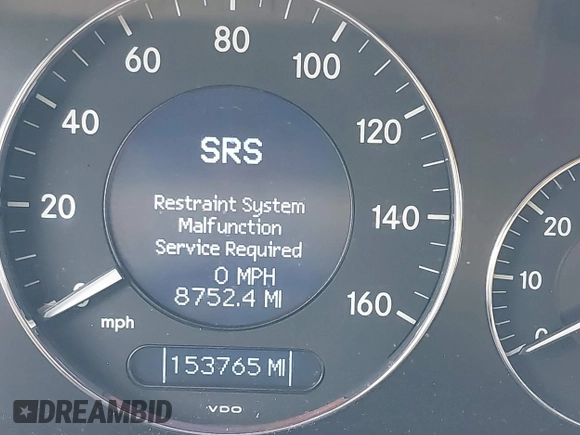 80
60
100
40
120
SRS
Restraint System
Malfunction
Service Required
20
140
0 MPH
8752.4 MI
160
mph
153765 MI
VDO
20
10
0
DREAMBID